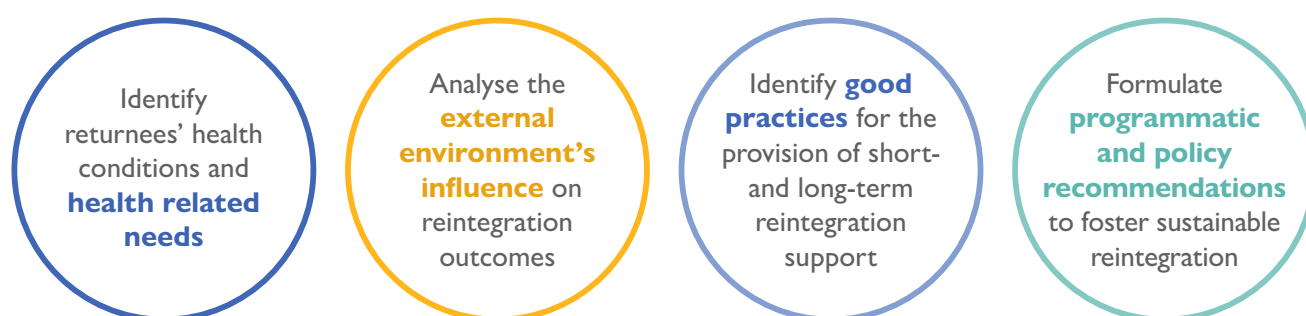 Identify
returnees' health
conditions and
health related
needs
Analyse the
external
environment's
influence on
reintegration
outcomes
Identify good
practices for the
provision of short-
and long-term
reintegration
support
Formulate
programmatic
and policy
recommendations
to foster sustainable
reintegration